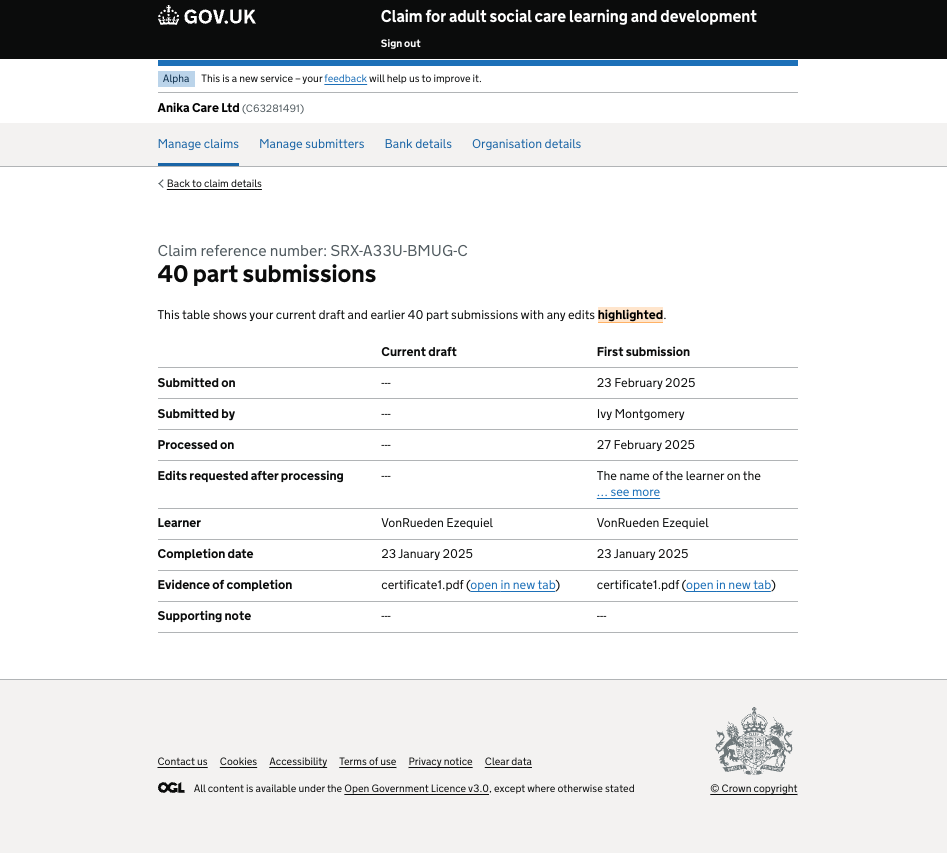 GOV.UK
Claim for adult social care learning and development
Sign out
Alpha This is a new service – your feedback will help us to improve it.
Anika Care Ltd (C63281491)
Manage claims Manage submitters Bank details Organisation details
Back to claim details
Claim reference number: SRX-A33U-BMUG-C
40 part submissions
This table shows your current draft and earlier 40 part submissions with any edits highlighted.
Current draft First submission
Submitted on --- 23 February 2025
Submitted by --- Ivy Montgomery
Processed on --- 27 February 2025
Edits requested after processing --- The name of the learner on the
… see more
Learner VonRueden Ezequiel VonRueden Ezequiel
Completion date 23 January 2025 23 January 2025
Evidence of completion certificate1.pdf (open in new tab) certificate1.pdf (open in new tab)
Supporting note --- ---
Contact us Cookies Accessibility Terms of use Privacy notice Clear data
OGL All content is available under the Open Government Licence v3.0, except where otherwise stated
© Crown copyright